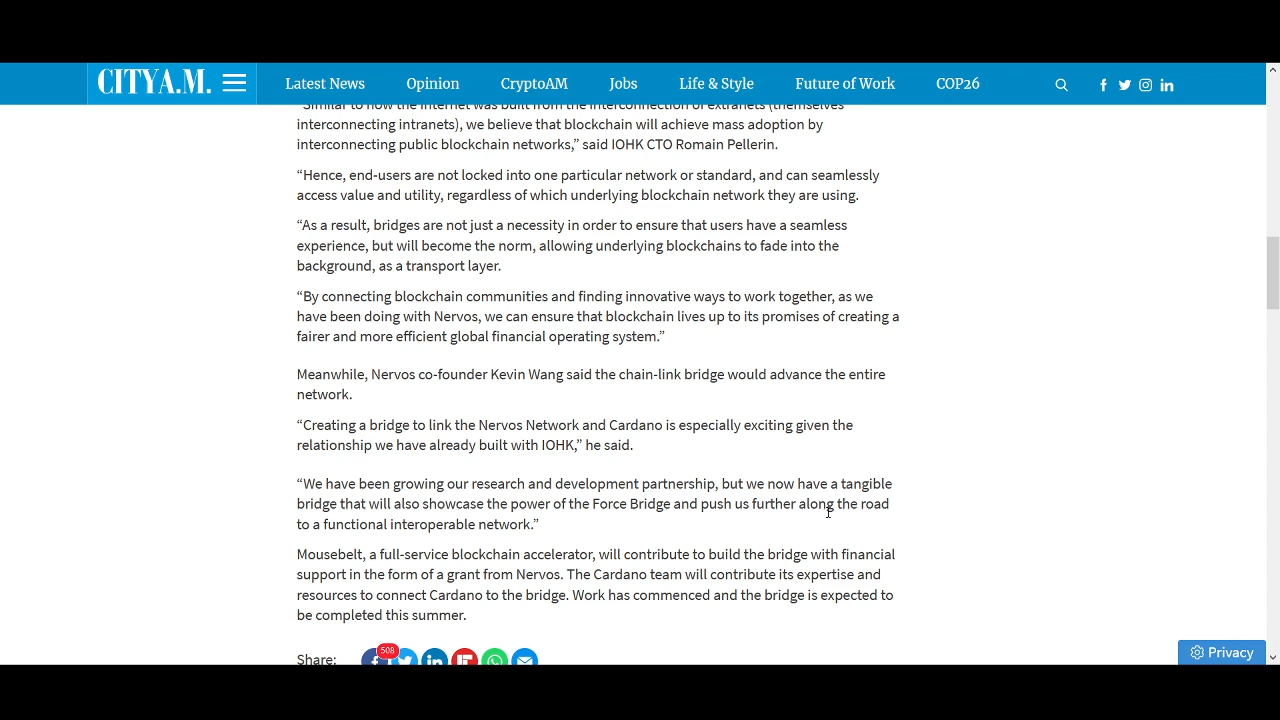 CITYA.M.
Latest News
Opinion
CryptoAM
Jobs
Life & Style
Future of Work
COP26
“Similar to how the internet was built from the interconnection of extranets (themselves
interconnecting intranets), we believe that blockchain will achieve mass adoption by
interconnecting public blockchain networks,” said IOHK CTO Romain Pellerin.
“Hence, end-users are not locked into one particular network or standard, and can seamlessly
access value and utility, regardless of which underlying blockchain network they are using.
“As a result, bridges are not just a necessity in order to ensure that users have a seamless
experience, but will become the norm, allowing underlying blockchains to fade into the
background, as a transport layer.
“By connecting blockchain communities and finding innovative ways to work together, as we
have been doing with Nervos, we can ensure that blockchain lives up to its promises of creating a
fairer and more efficient global financial operating system.”
Meanwhile, Nervos co-founder Kevin Wang said the chain-link bridge would advance the entire
network.
“Creating a bridge to link the Nervos Network and Cardano is especially exciting given the
relationship we have already built with IOHK,” he said.
“We have been growing our research and development partnership, but we now have a tangible
bridge that will also showcase the power of the Force Bridge and push us further along the road
to a functional interoperable network.”
Mousebelt, a full-service blockchain accelerator, will contribute to build the bridge with financial
support in the form of a grant from Nervos. The Cardano team will contribute its expertise and
resources to connect Cardano to the bridge. Work has commenced and the bridge is expected to
be completed this summer.
Share:
508
Privacy